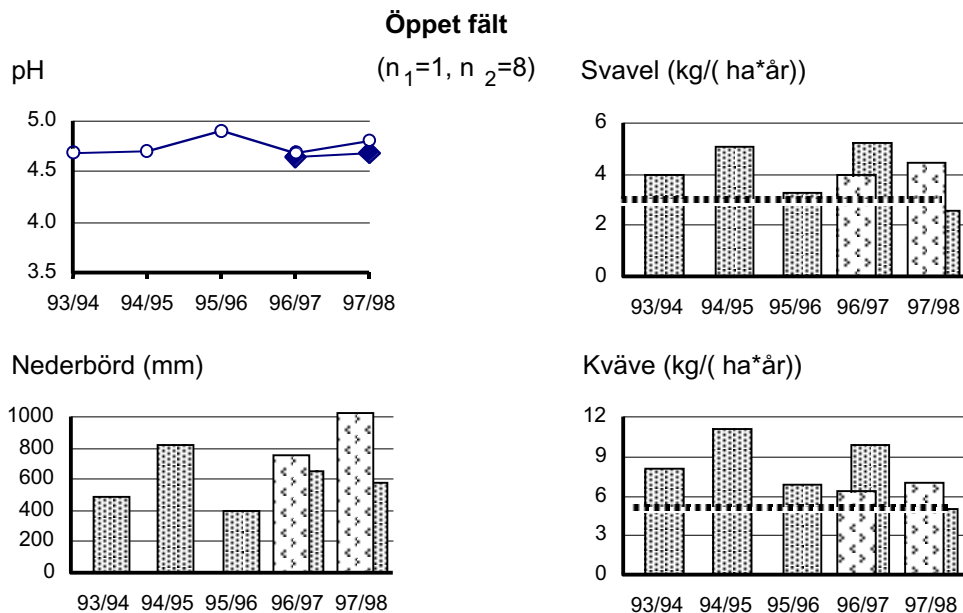 Öppet fält
(n1=1, n2=8)
pH
5.0
4.5
4.0
3.5
93/94 94/95 95/96 96/97 97/98
Svavel (kg/( ha*år))
6
4
2
0
93/94 94/95 95/96 96/97 97/98
Nederbörd (mm)
1000
800
600
400
200
0
93/94 94/95 95/96 96/97 97/98
Kväve (kg/( ha*år))
12
9
6
3
0
93/94 94/95 95/96 96/97 97/98